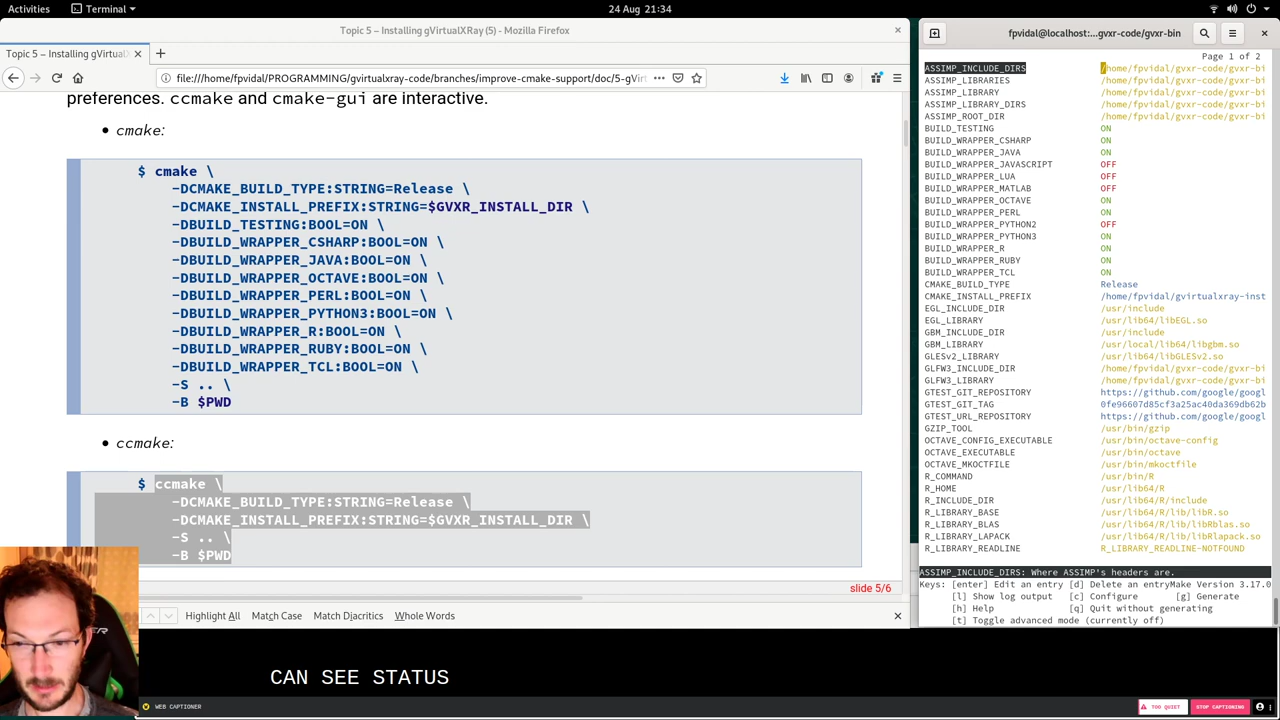 Activities
Terminal
24 Aug 21:34
Topic 5 – Installing gVirtualXRay (5) - Mozilla Firefox
Topic 5 – Installing gVirtualX
file:///home/fpvidal/PROGRAMMING/gvirtualxray-code/branches/improve-cmake-support/doc/5-gVir
preferences. ccmake and cmake-gui are interactive.
• cmake:
$ cmake \
-DCMAKE_BUILD_TYPE:STRING=Release \
-DCMAKE_INSTALL_PREFIX:STRING=$GVXR_INSTALL_DIR \
-DBUILD_TESTING:BOOL=ON \
-DBUILD_WRAPPER_CSHARP:BOOL=ON \
-DBUILD_WRAPPER_JAVA:BOOL=ON \
-DBUILD_WRAPPER_OCTAVE:BOOL=ON \
-DBUILD_WRAPPER_PERL:BOOL=ON \
-DBUILD_WRAPPER_PYTHON3:BOOL=ON \
-DBUILD_WRAPPER_R:BOOL=ON \
-DBUILD_WRAPPER_RUBY:BOOL=ON \
-DBUILD_WRAPPER_TCL:BOOL=ON \
-S .. \
-B $PWD
• ccmake:
$ ccmake \
-DCMAKE_BUILD_TYPE:STRING=Release \
-DCMAKE_INSTALL_PREFIX:STRING=$GVXR_INSTALL_DIR \
-S .. \
-B $PWD
slide 5/6
Highlight All Match Case Match Diacritics Whole Words
fpvidal@localhost:...gvxr-code/gvxr-bin
Page 1 of 2
ASSIMP_INCLUDE_DIRS /home/fpvidal/gvxr-code/gvxr-bi
ASSIMP_LIBRARIES /home/fpvidal/gvxr-code/gvxr-bi
ASSIMP_LIBRARY /home/fpvidal/gvxr-code/gvxr-bi
ASSIMP_LIBRARY_DIRS /home/fpvidal/gvxr-code/gvxr-bi
ASSIMP_ROOT_DIR /home/fpvidal/gvxr-code/gvxr-bi
BUILD_TESTING ON
BUILD_WRAPPER_CSHARP ON
BUILD_WRAPPER_JAVA ON
BUILD_WRAPPER_JAVASCRIPT OFF
BUILD_WRAPPER_LUA OFF
BUILD_WRAPPER_MATLAB OFF
BUILD_WRAPPER_OCTAVE ON
BUILD_WRAPPER_PERL ON
BUILD_WRAPPER_PYTHON2 OFF
BUILD_WRAPPER_PYTHON3 ON
BUILD_WRAPPER_R ON
BUILD_WRAPPER_RUBY ON
BUILD_WRAPPER_TCL ON
CMAKE_BUILD_TYPE Release
CMAKE_INSTALL_PREFIX /home/fpvidal/gvirtualxray-inst
EGL_INCLUDE_DIR /usr/include
EGL_LIBRARY /usr/lib64/libEGL.so
GBM_INCLUDE_DIR /usr/include
GBM_LIBRARY /usr/local/lib64/libgbm.so
GLESv2_LIBRARY /usr/lib64/libGLESv2.so
GLFW3_INCLUDE_DIR /home/fpvidal/gvxr-code/gvxr-bi
GLFW3_LIBRARY /home/fpvidal/gvxr-code/gvxr-bi
GTEST_GIT_REPOSITORY https://github.com/google/googl
GTEST_GIT_TAG 0fe96607d85cf3a25ac40da369db62b
GTEST_URL_REPOSITORY https://github.com/google/googl
GZIP_TOOL /usr/bin/gzip
OCTAVE_CONFIG_EXECUTABLE /usr/bin/octave-config
OCTAVE_EXECUTABLE /usr/bin/octave
OCTAVE_MKOCTFILE /usr/bin/mkoctfile
R_COMMAND /usr/bin/R
R_HOME /usr/lib64/R
R_INCLUDE_DIR /usr/lib64/R/include
R_LIBRARY_BASE /usr/lib64/R/lib/libR.so
R_LIBRARY_BLAS /usr/lib64/R/lib/libRblas.so
R_LIBRARY_LAPACK /usr/lib64/R/lib/libRlapack.so
R_LIBRARY_READLINE R_LIBRARY_READLINE-NOTFOUND
ASSIMP_INCLUDE_DIRS: Where ASSIMP's headers are.
Keys: [enter] Edit an entry [d] Delete an entryMake Version 3.17.0
[l] Show log output [c] Configure [g] Generate
[h] Help [q] Quit without generating
[t] Toggle advanced mode (currently off)
CAN SEE STATUS
WEB CAPTIONER
TOO QUIET
STOP CAPTIONING